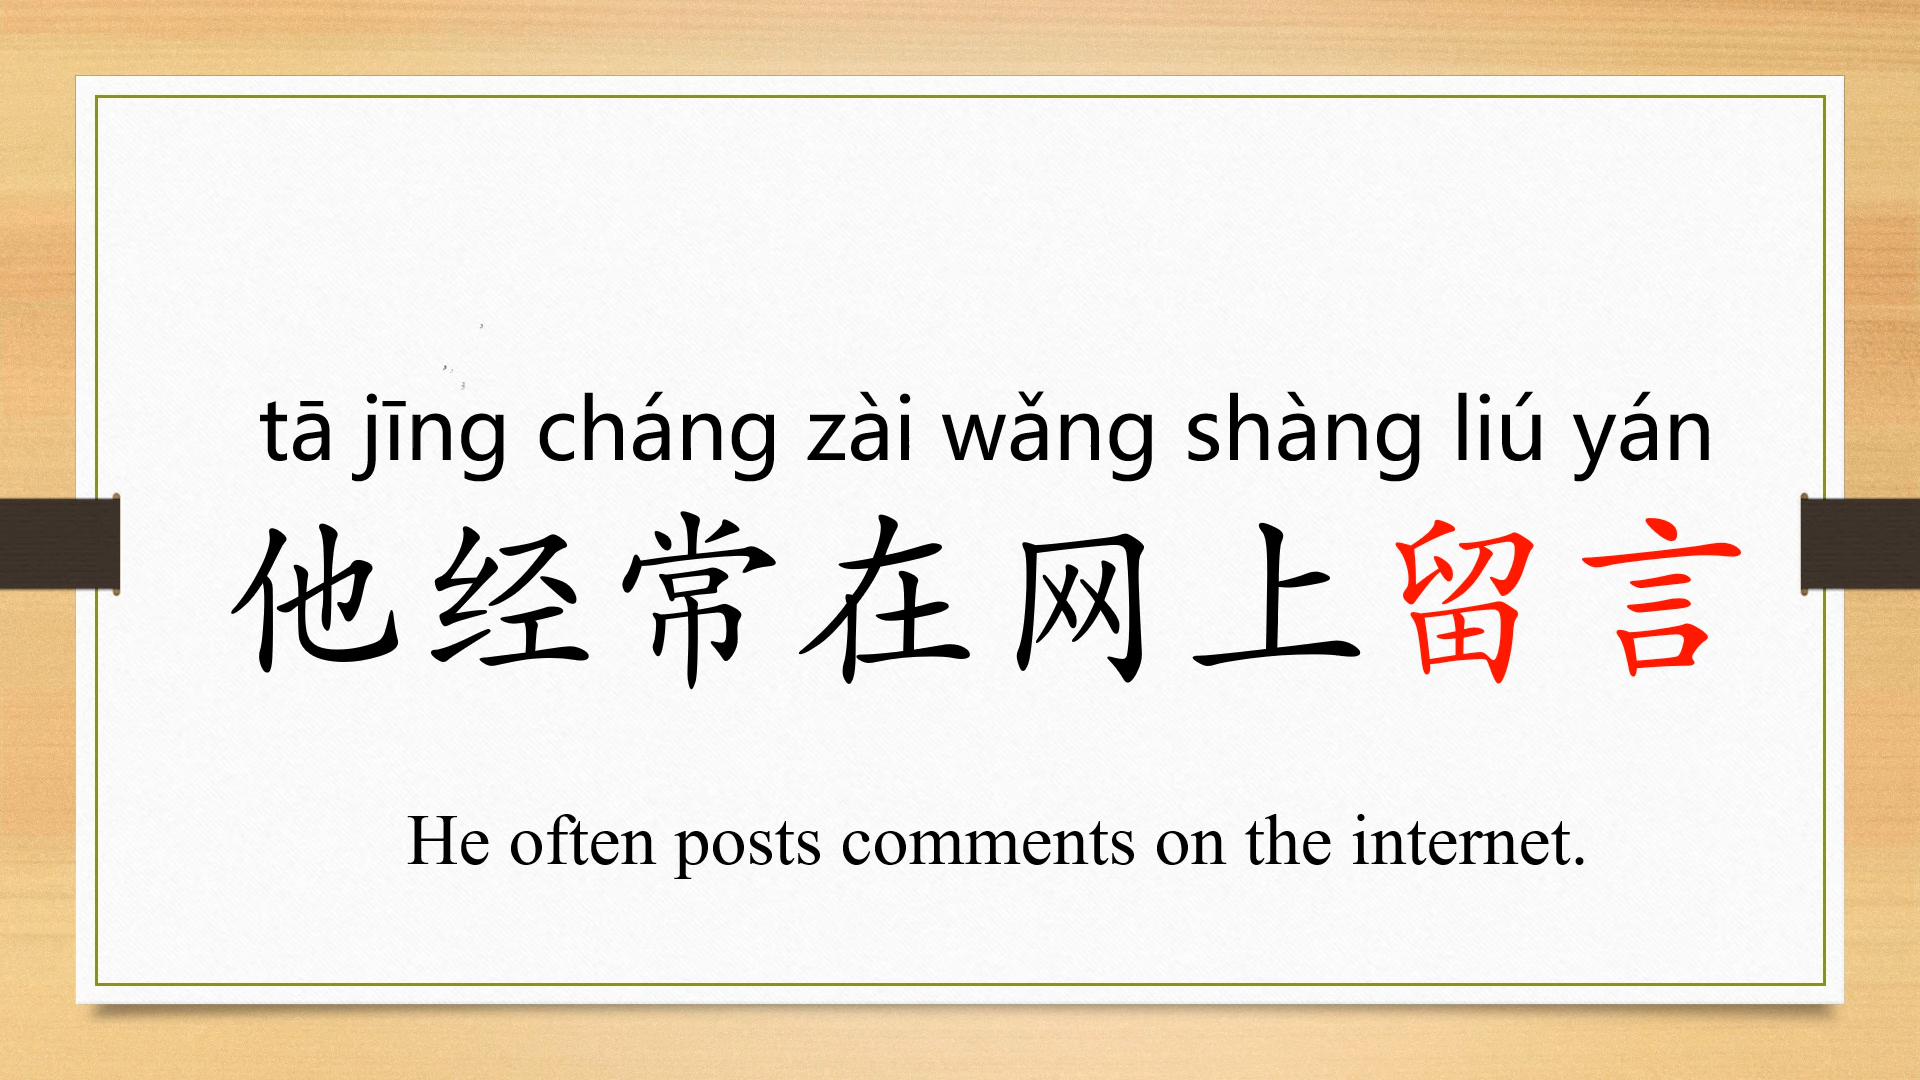 tā jīng cháng zài wǎng shàng liú yán
他经常在网上留言
He often posts comments on the internet.